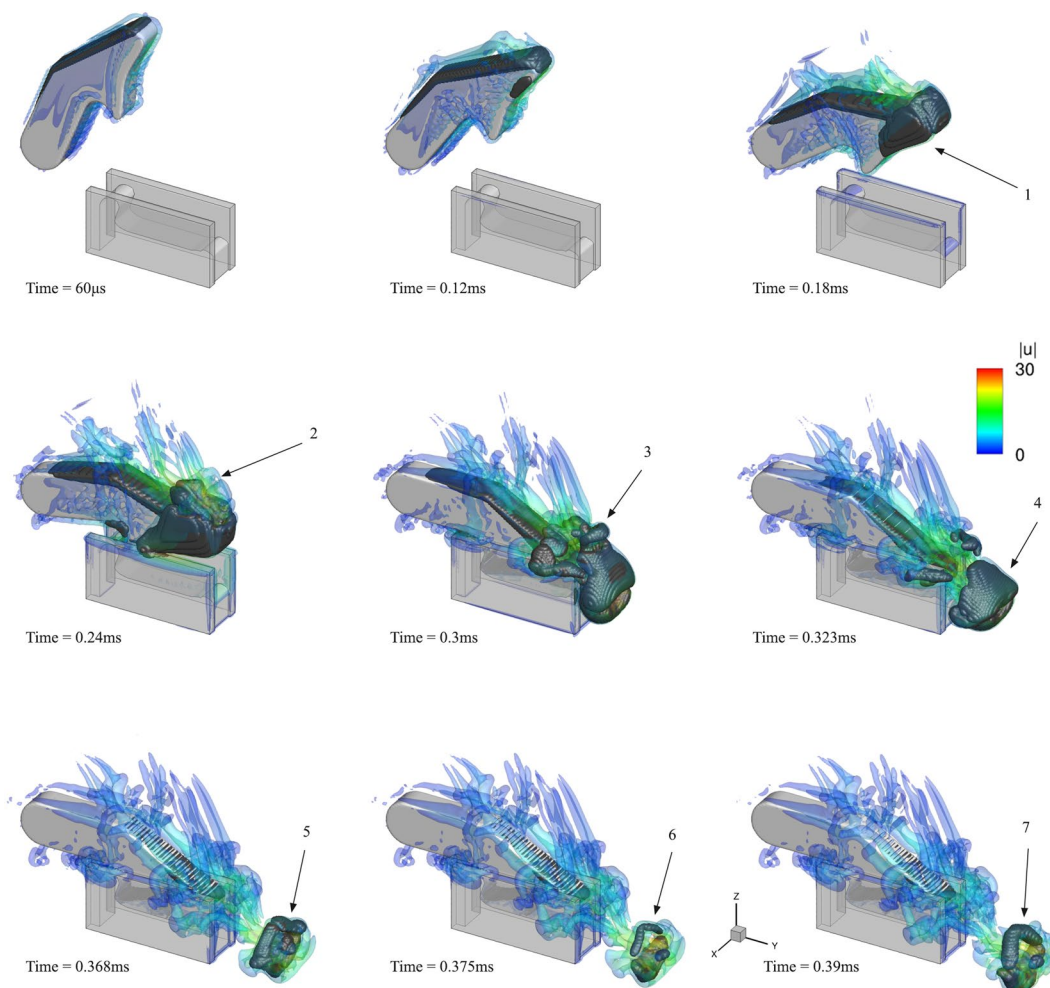 1
Time = 60μs
Time = 0.12ms
Time = 0.18ms
|u|
30
0
2
3
4
Time = 0.24ms
Time = 0.3ms
Time = 0.323ms
5
6
7
Z
X
Y
Time = 0.368ms
Time = 0.375ms
Time = 0.39ms